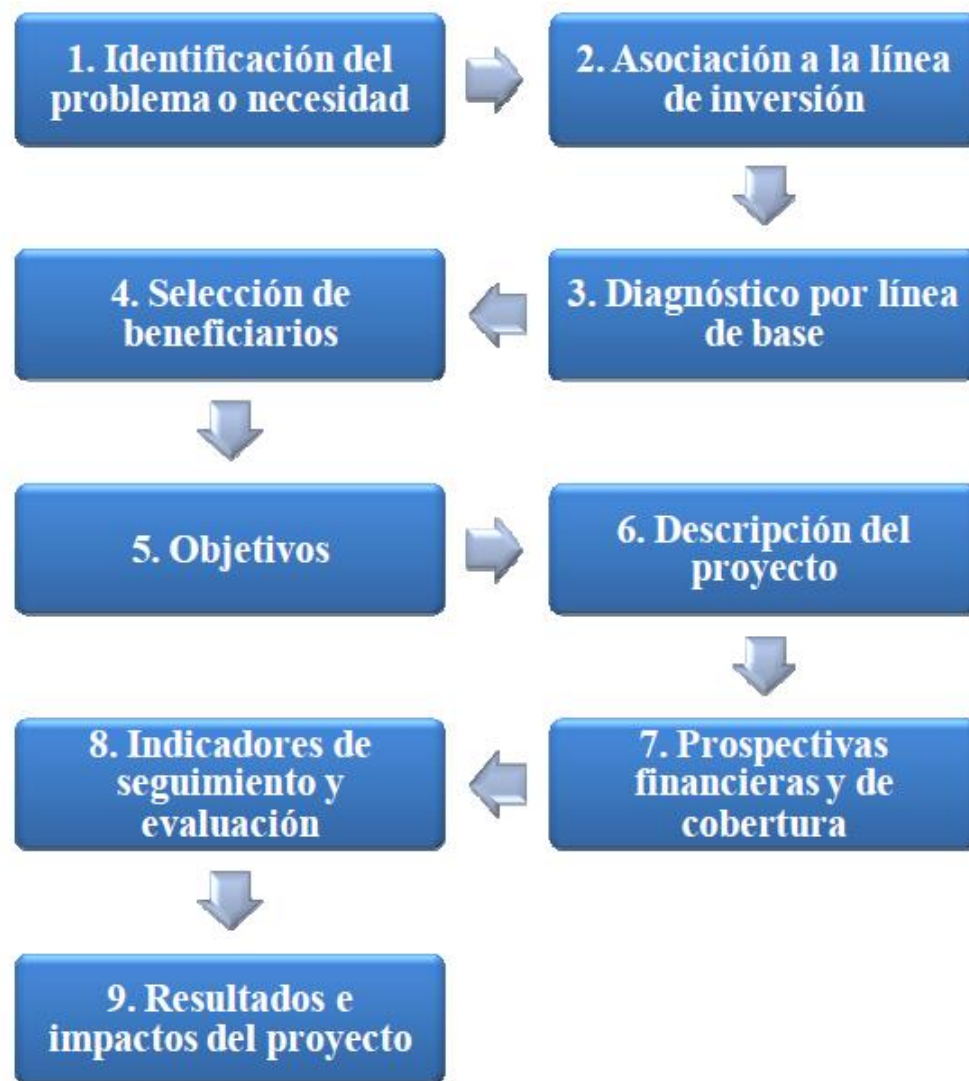 1. Identificación del
problema o necesidad
2. Asociación a la línea
de inversión
3. Diagnóstico por línea
de base
4. Selección de
beneficiarios
5. Objetivos
6. Descripción del
proyecto
7. Prospectivas
financieras y de
cobertura
8. Indicadores de
seguimiento y
evaluación
9. Resultados e
impactos del proyecto